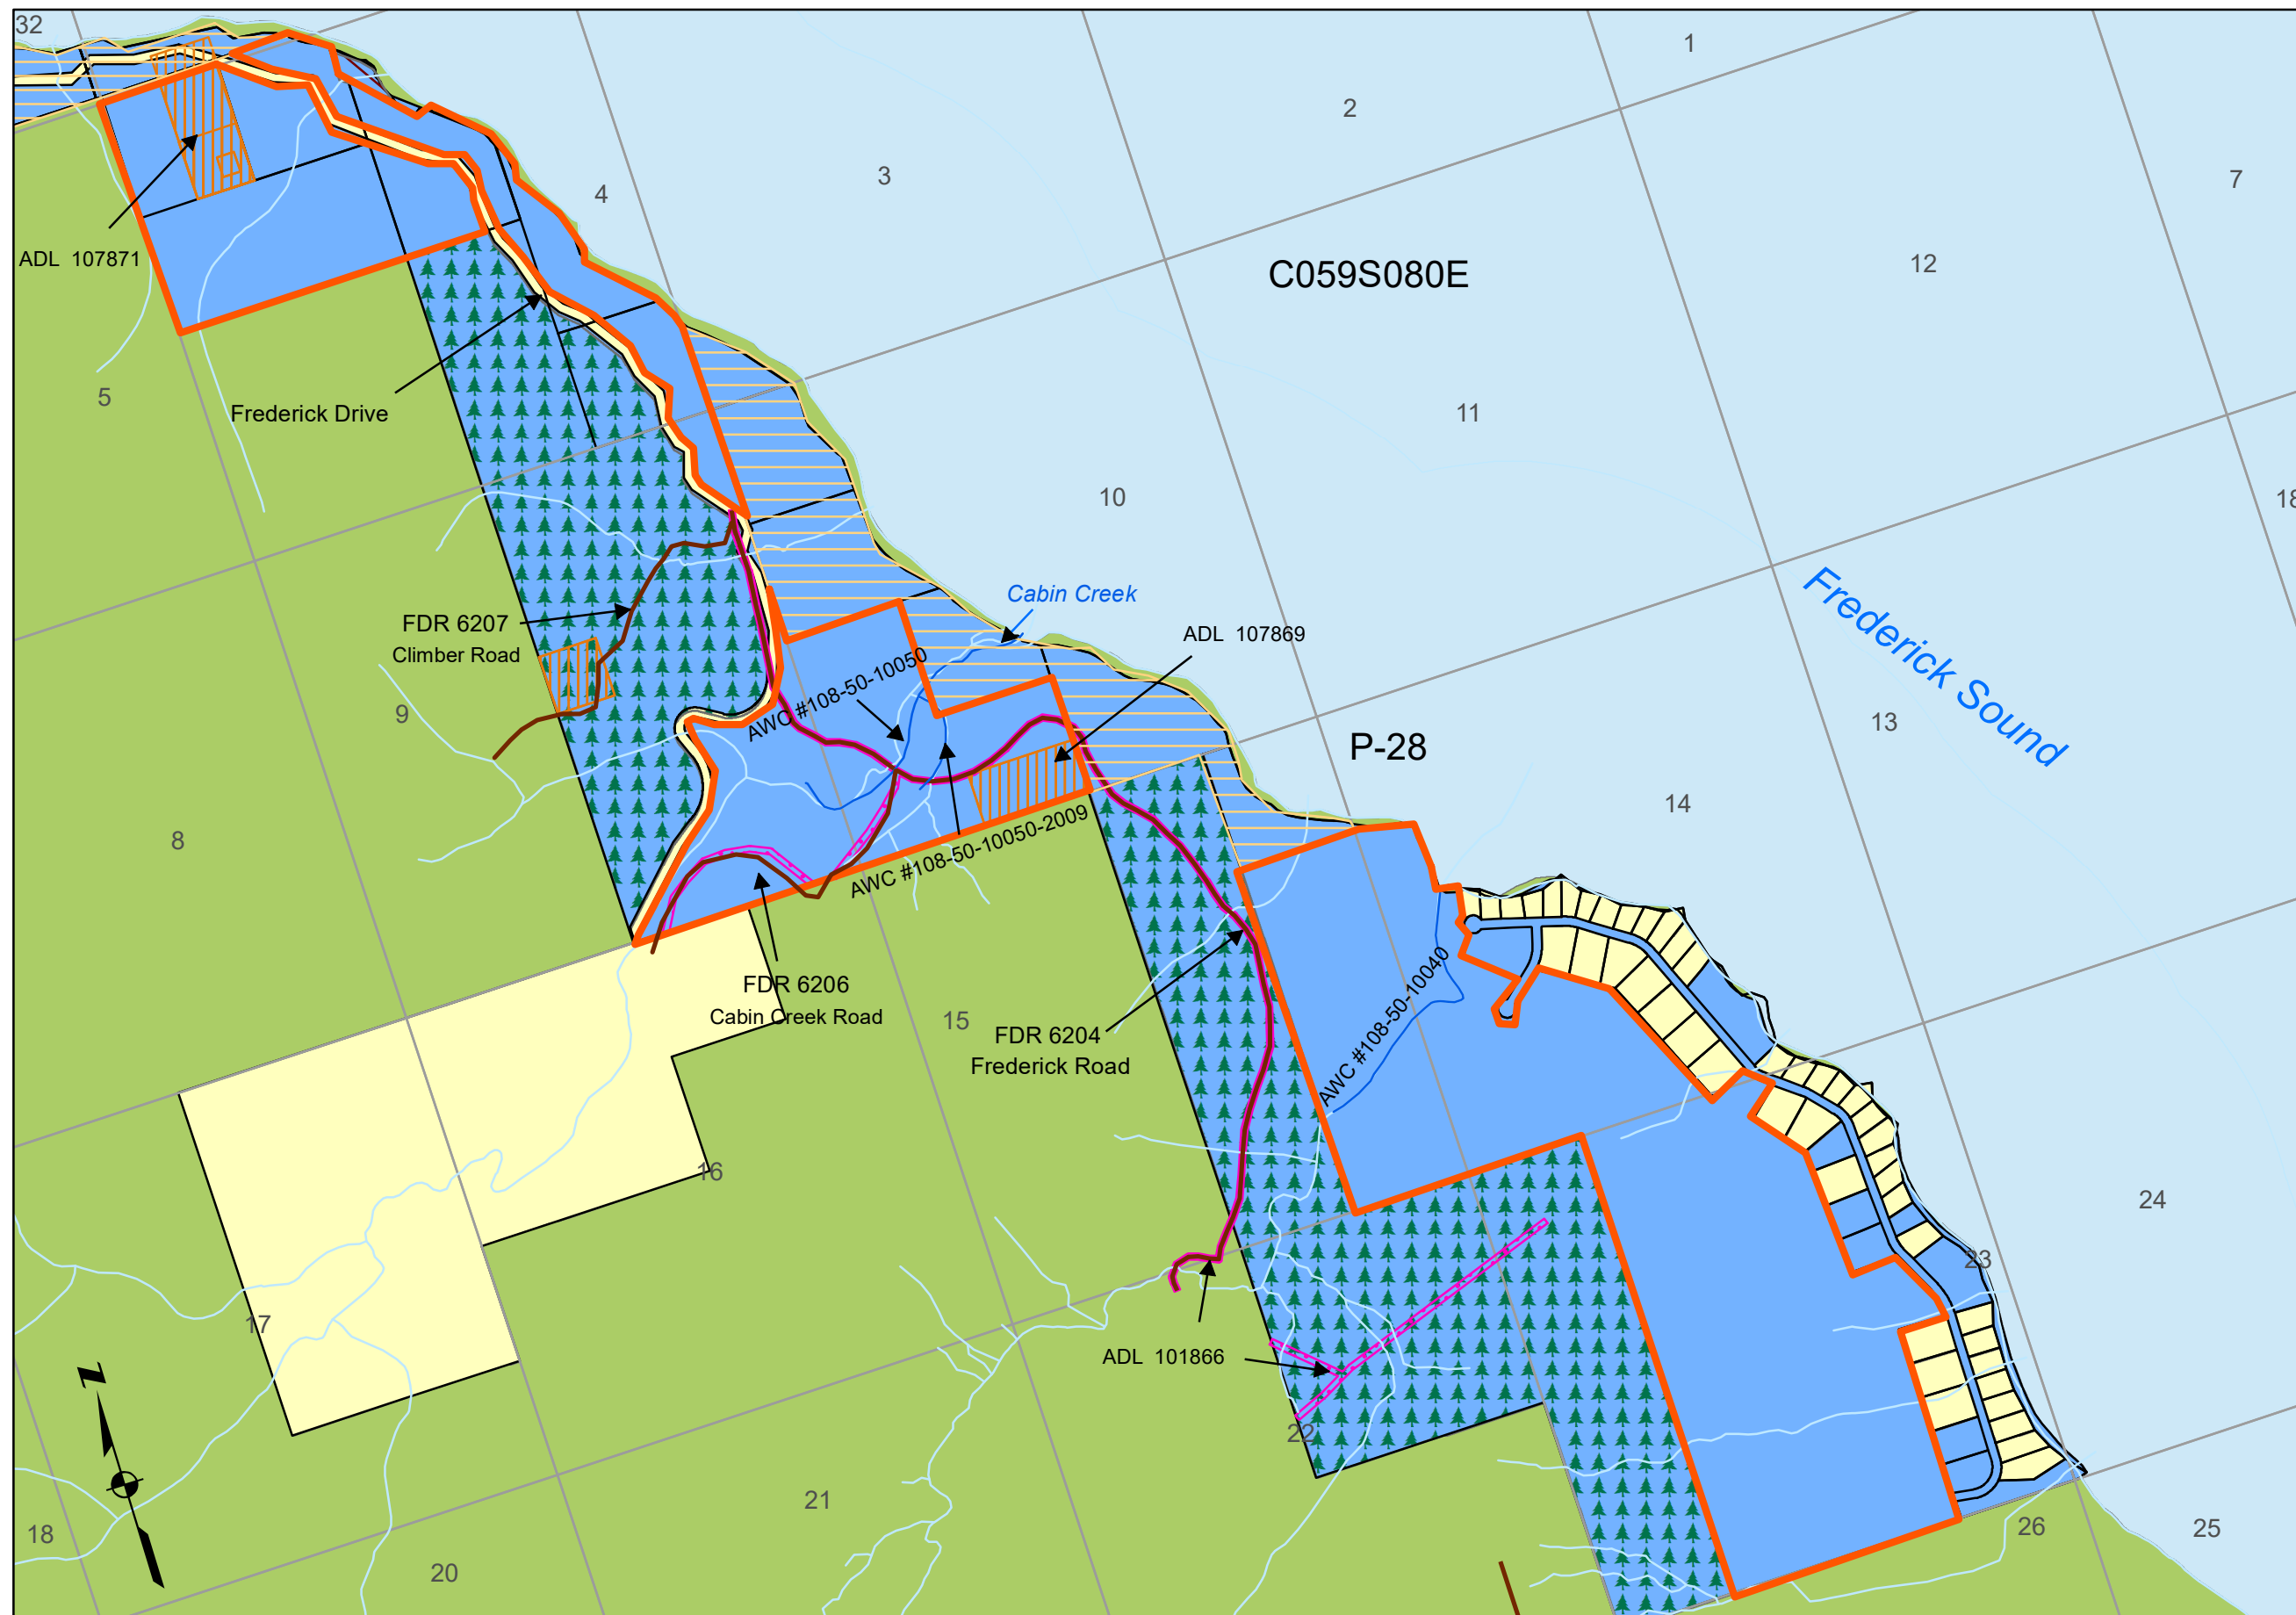 32
1
2
3
4
7
ADL 107871
C059S080E
12
5
Frederick Drive
11
10
18
Cabin Creek
Frederick Sound
FDR 6207
Climber Road
ADL 107869
AWC #108-50-10050
9
13
P-28
14
8
AWC #108-50-10050-2009
FDR 6206
Cabin Creek Road
15
FDR 6204
Frederick Road
AWC #108-50-10040
16
24
23
17
ADL 101866
N
22
21
18
26
25
20